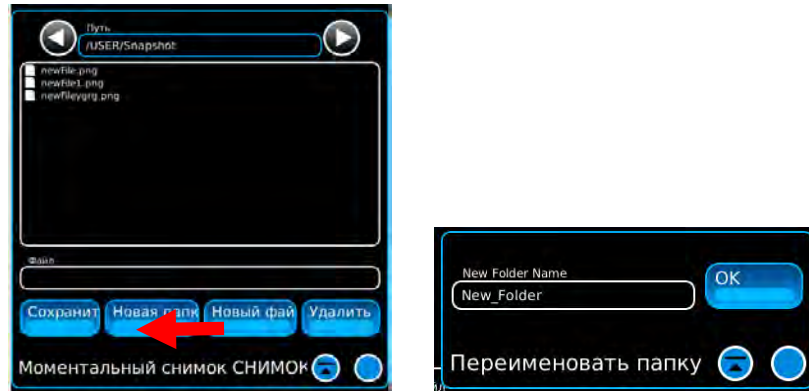 Путь
/USER/Snapshot
newfile.png
newfile1.png
newfileygrg.png
Файл
Сохранит Новая папк Новый фай Удалить
Моментальный снимок СНИМОК
New Folder Name
New_Folder
OK
Переименовать папку